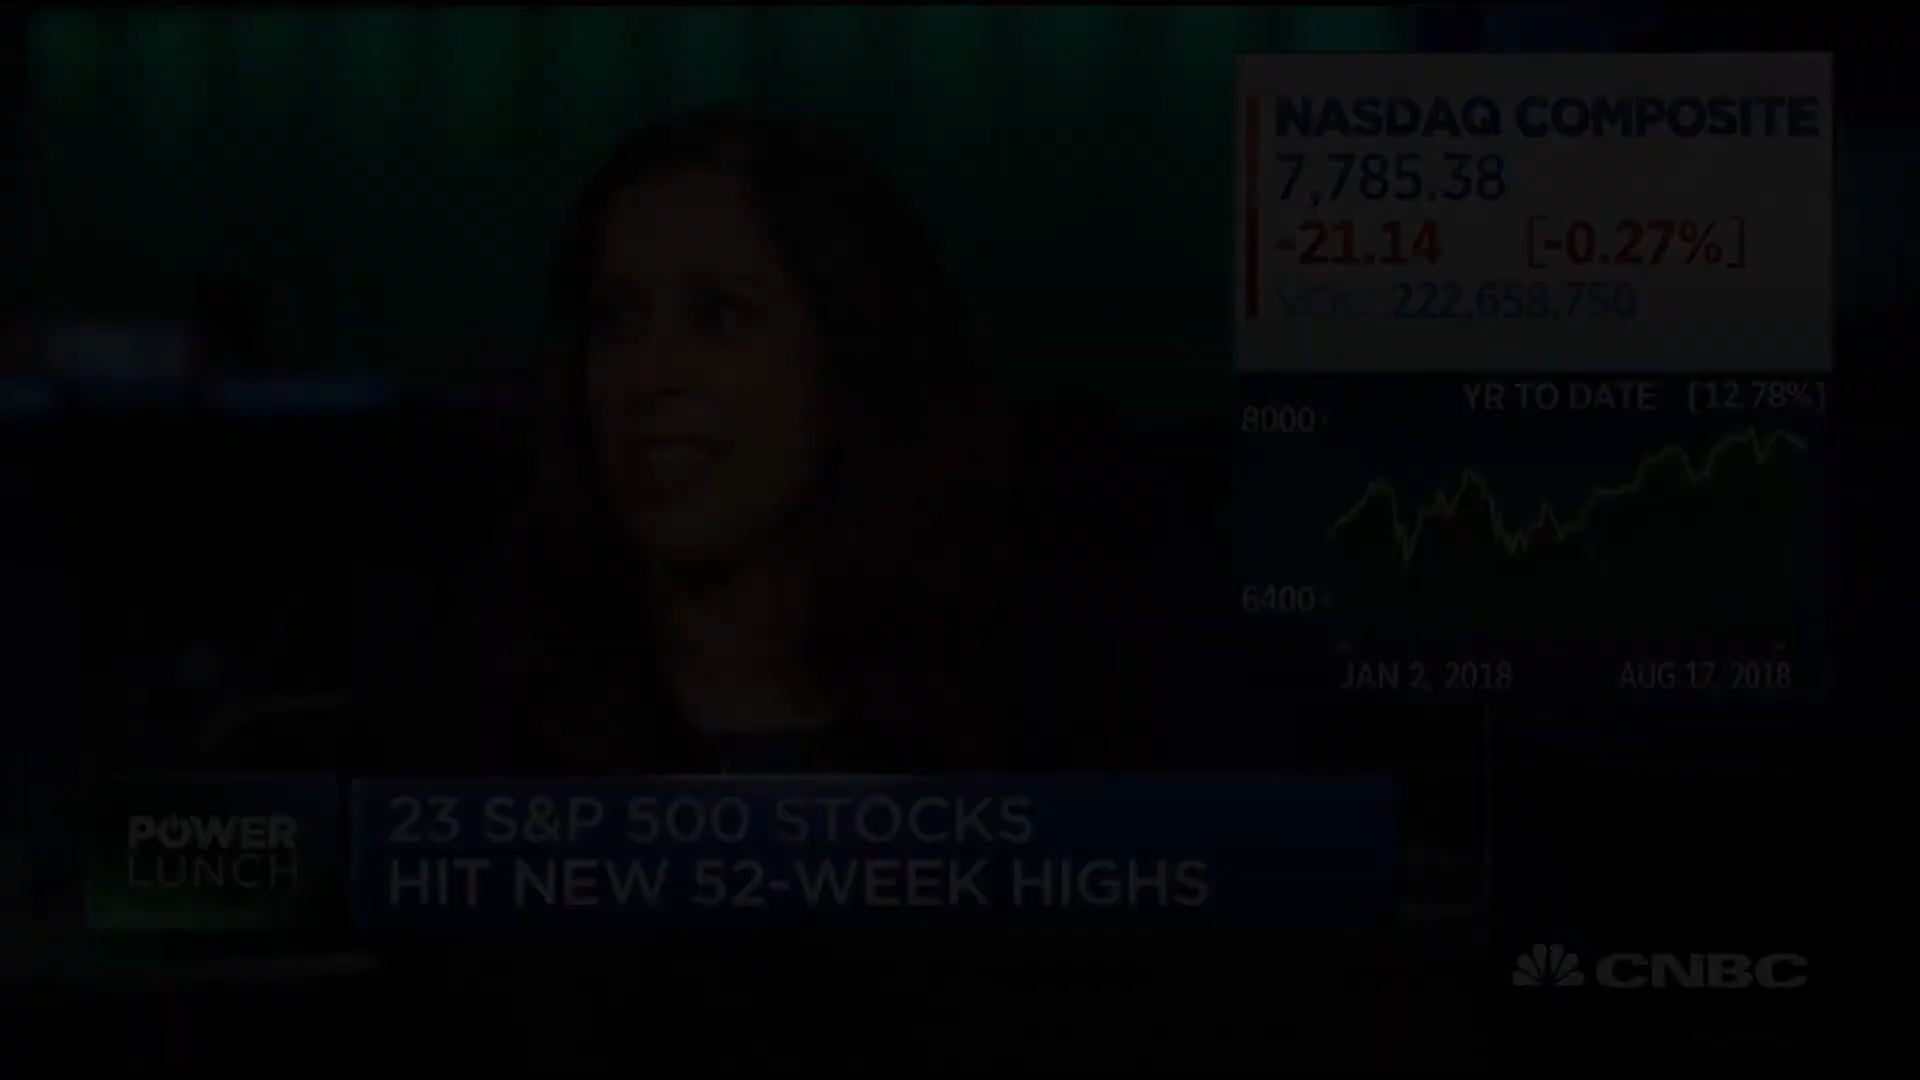 NASDAQ COMPOSITE
7,785.38
-21.14 [-0.27%]
VOL: 222,658,750
YR TO DATE [12.78%]
8000
6400
JAN 2, 2018 AUG 17, 2018
POWER
LUNCH
23 S&P 500 STOCKS
HIT NEW 52-WEEK HIGHS
CNBC